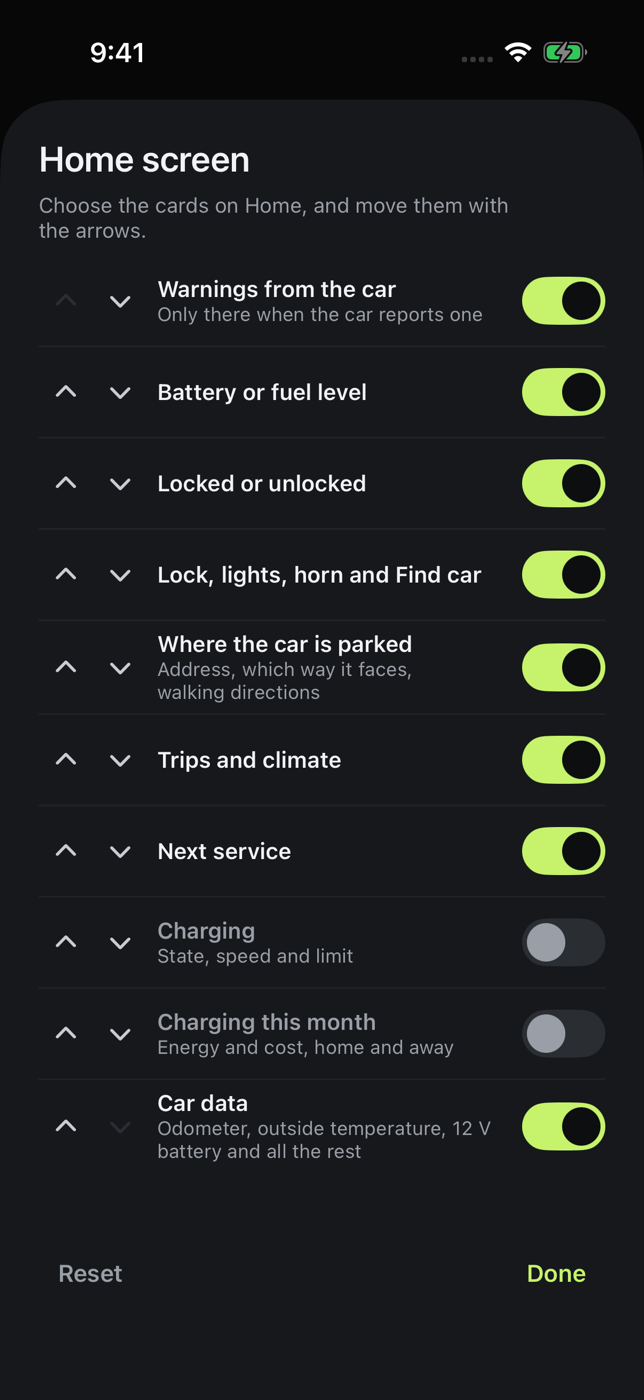 9:41
Home screen
Choose the cards on Home, and move them with
the arrows.
Warnings from the car
Only there when the car reports one
Battery or fuel level
Locked or unlocked
Lock, lights, horn and Find car
Where the car is parked
Address, which way it faces,
walking directions
Trips and climate
Next service
Charging
State, speed and limit
Charging this month
Energy and cost, home and away
Car data
Odometer, outside temperature, 12 V
battery and all the rest
Reset
Done